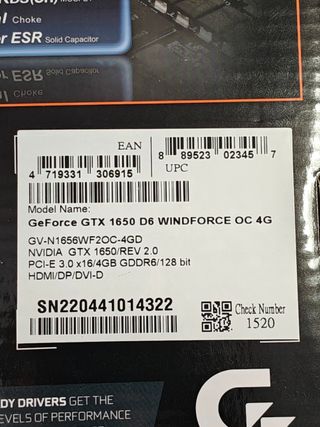 l Choke
r ESR Solid Capacitor
EAN
4 719331 306915
8 89523 02345 7
UPC
Model Name:
GeForce GTX 1650 D6 WINDFORCE OC 4G
GV-N1656WF2OC-4GD
NVIDIA GTX 1650/REV 2.0
PCI-E 3.0 x16/4GB GDDR6/128 bit
HDMI/DP/DVI-D
SN220441014322
Check Number
1520
DY DRIVERS GET THE
LEVELS OF PERFORMANCE